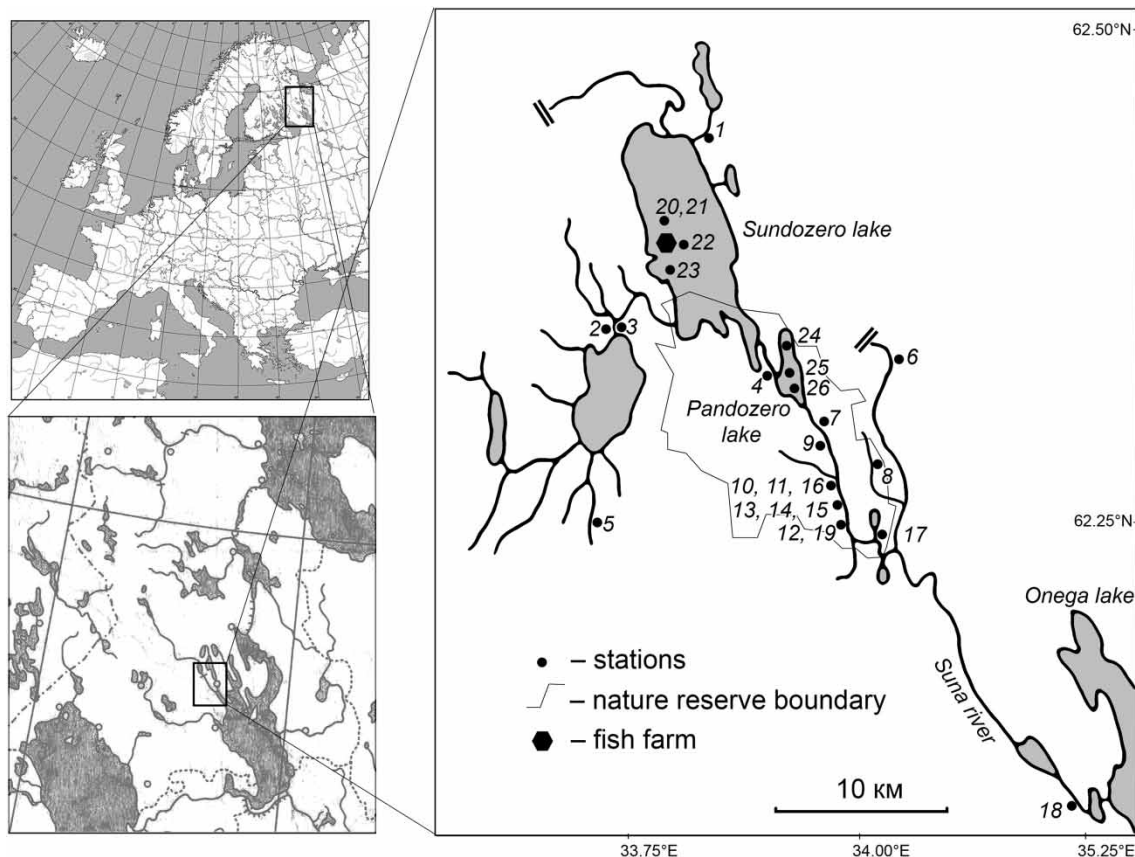 62.50°N
1
20,21
Sundozero lake
22
23
2
3
24
6
25
4
26
Pandozero
lake
7
9
8
10, 11, 16
13, 14, 15
12, 19
5
17
62.25°N
Onega lake
– stations
– nature reserve boundary
– fish farm
Suna river
10 км
18
33.75°E
34.00°E
35.25°E